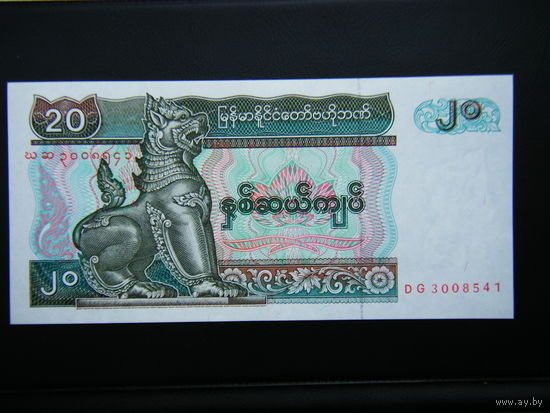 20
မြန်မာနိုင်ငံတော်ဗဟိုဘဏ်
၂၀
နှစ်ဆယ်ကျပ်
၂၀
DG 3008541
www.ay.by